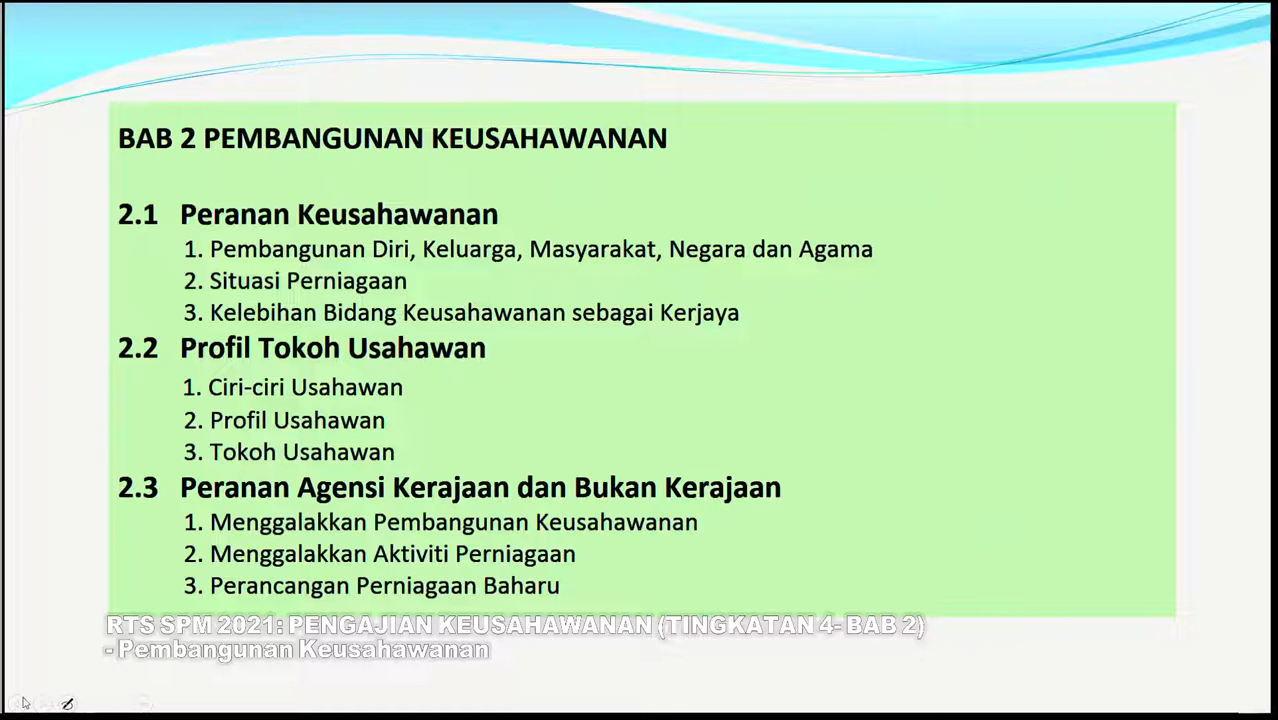 BAB 2 PEMBANGUNAN KEUSAHAWANAN
2.1 Peranan Keusahawanan
1. Pembangunan Diri, Keluarga, Masyarakat, Negara dan Agama
2. Situasi Perniagaan
3. Kelebihan Bidang Keusahawanan sebagai Kerjaya
2.2 Profil Tokoh Usahawan
1. Ciri-ciri Usahawan
2. Profil Usahawan
3. Tokoh Usahawan
2.3 Peranan Agensi Kerajaan dan Bukan Kerajaan
1. Menggalakkan Pembangunan Keusahawanan
2. Menggalakkan Aktiviti Perniagaan
3. Perancangan Perniagaan Baharu
RTS SPM 2021: PENGAJIAN KEUSAHAWANAN (TINGKATAN 4- BAB 2)
- Pembangunan Keusahawanan